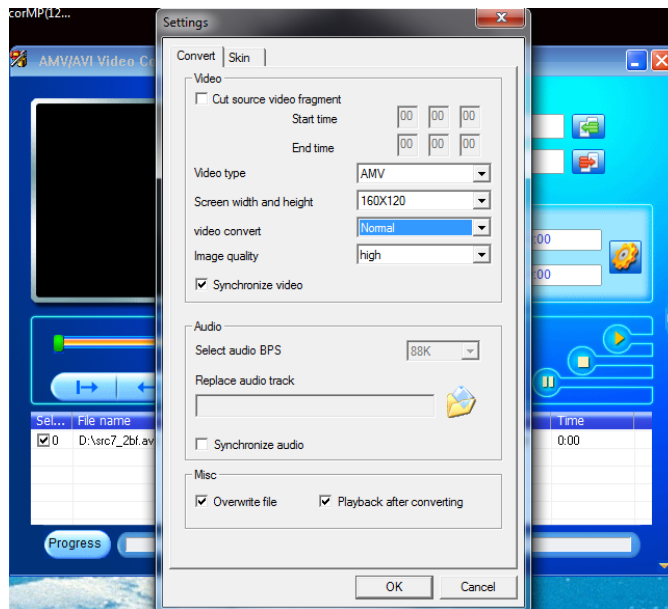 corMP(12...
Settings
AMV/AVI Video Co
Convert Skin
Video
Cut source video fragment
Start time 00 00 00
End time 00 00 00
Video type AMV
Screen width and height 160X120
video convert Normal
Image quality high
:00
:00
Synchronize video
Audio
Select audio BPS 88K
Replace audio track
Sel... File name Time
0 D:\src7_2bf.av 0:00
Synchronize audio
Misc
Overwrite file Playback after converting
Progress
OK Cancel